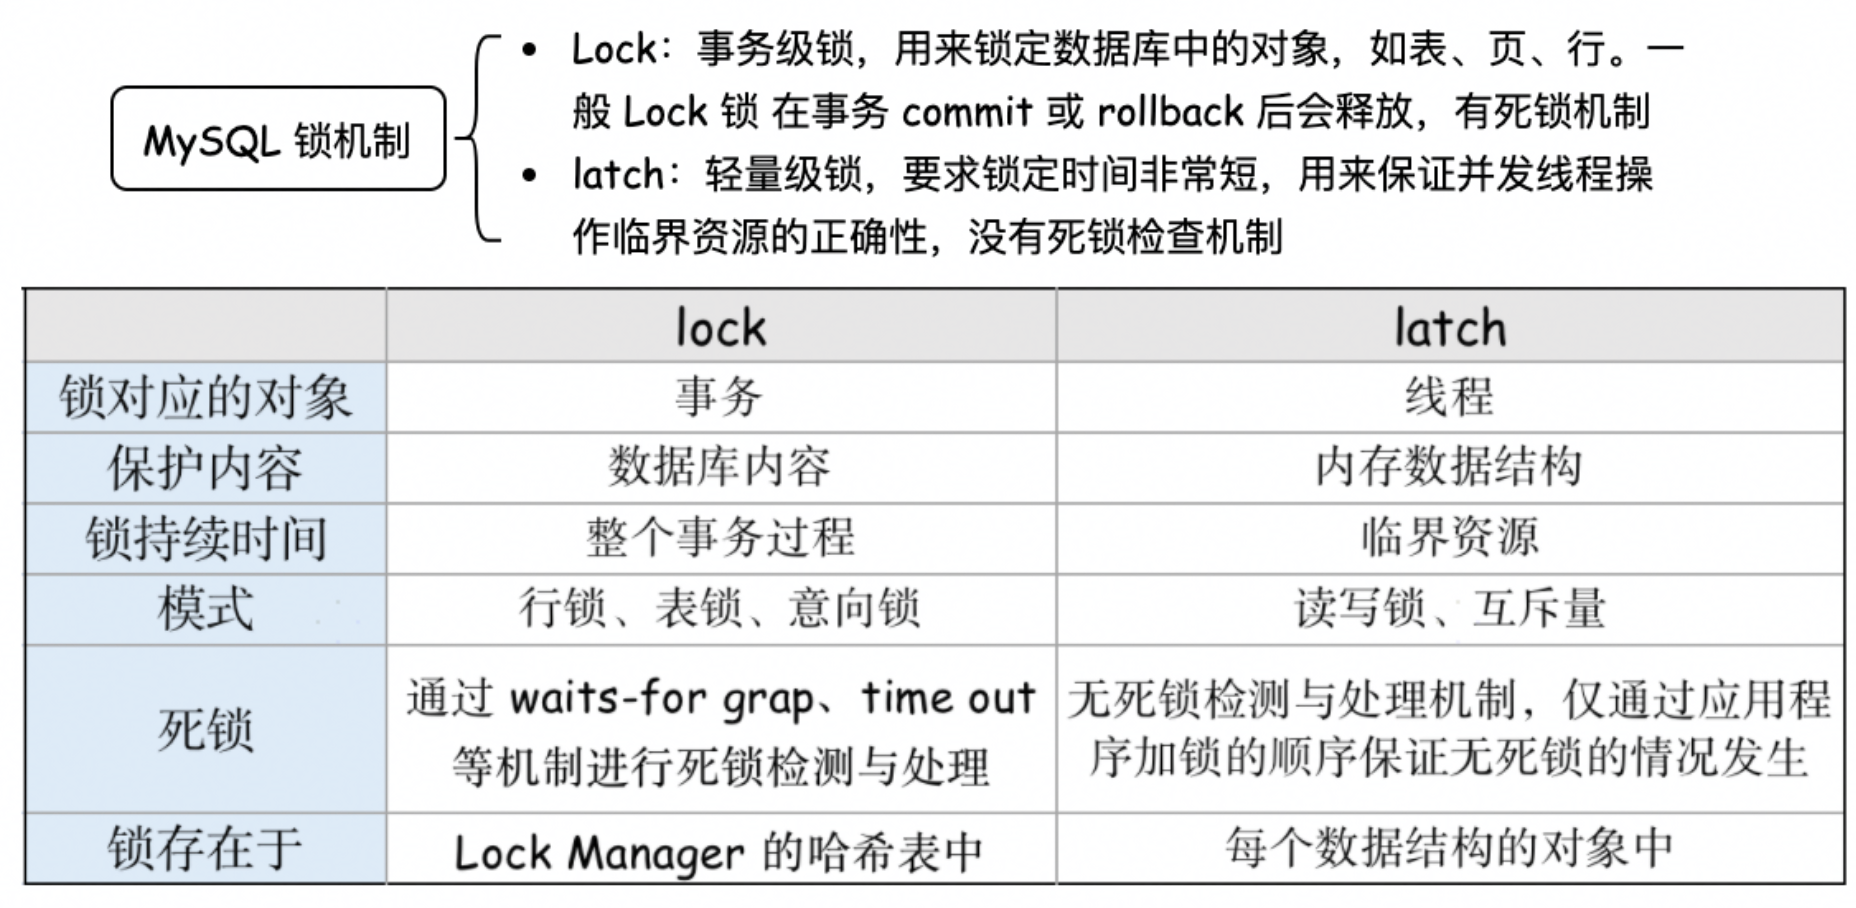 MySQL 锁机制
• Lock：事务级锁，用来锁定数据库中的对象，如表、页、行。一
般 Lock 锁 在事务 commit 或 rollback 后会释放，有死锁机制
• latch：轻量级锁，要求锁定时间非常短，用来保证并发线程操
作临界资源的正确性，没有死锁检查机制
lock latch
锁对应的对象 事务 线程
保护内容 数据库内容 内存数据结构
锁持续时间 整个事务过程 临界资源
模式 行锁、表锁、意向锁 读写锁、互斥量
死锁
通过 waits-for grap、time out
等机制进行死锁检测与处理
无死锁检测与处理机制，仅通过应用程
序加锁的顺序保证无死锁的情况发生
锁存在于 Lock Manager 的哈希表中 每个数据结构的对象中